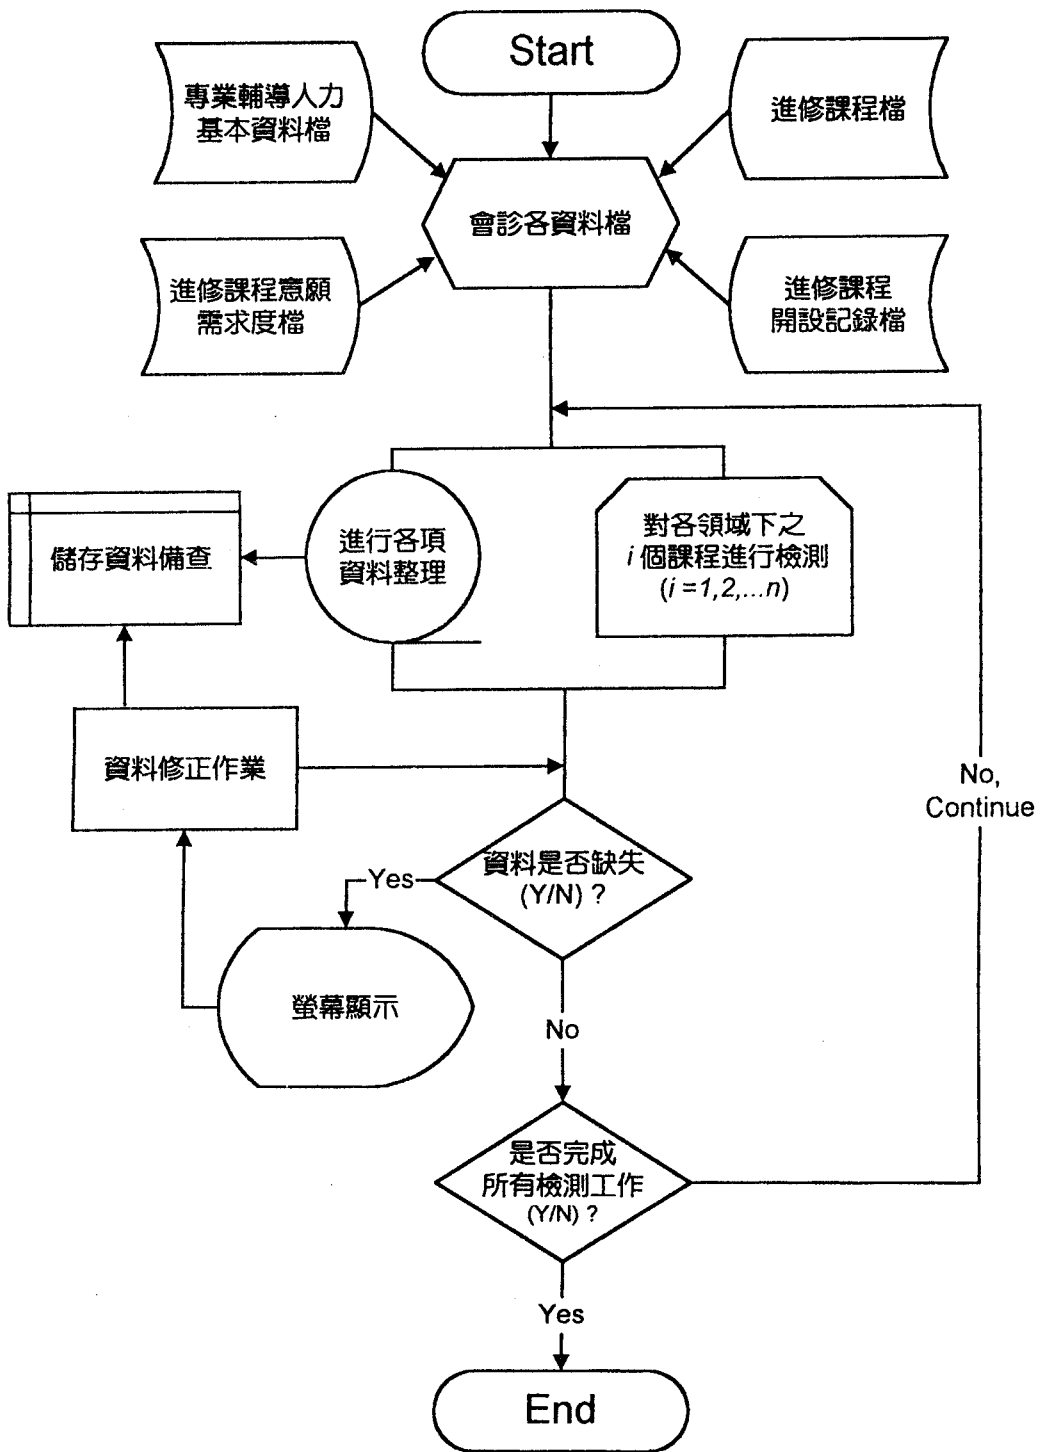 Start
專業輔導人力
基本資料檔
進修課程檔
會診各資料檔
進修課程意愿
需求度檔
進修課程
開設記錄檔
進行各項
資料整理
對各領域下之
i 個課程進行檢測
(i =1,2,...n)
儲存資料備查
資料修正作業
No,
Continue
資料是否缺失
(Y/N) ?
Yes
螢幕顯示
No
是否完成
所有檢測工作
(Y/N) ?
Yes
End